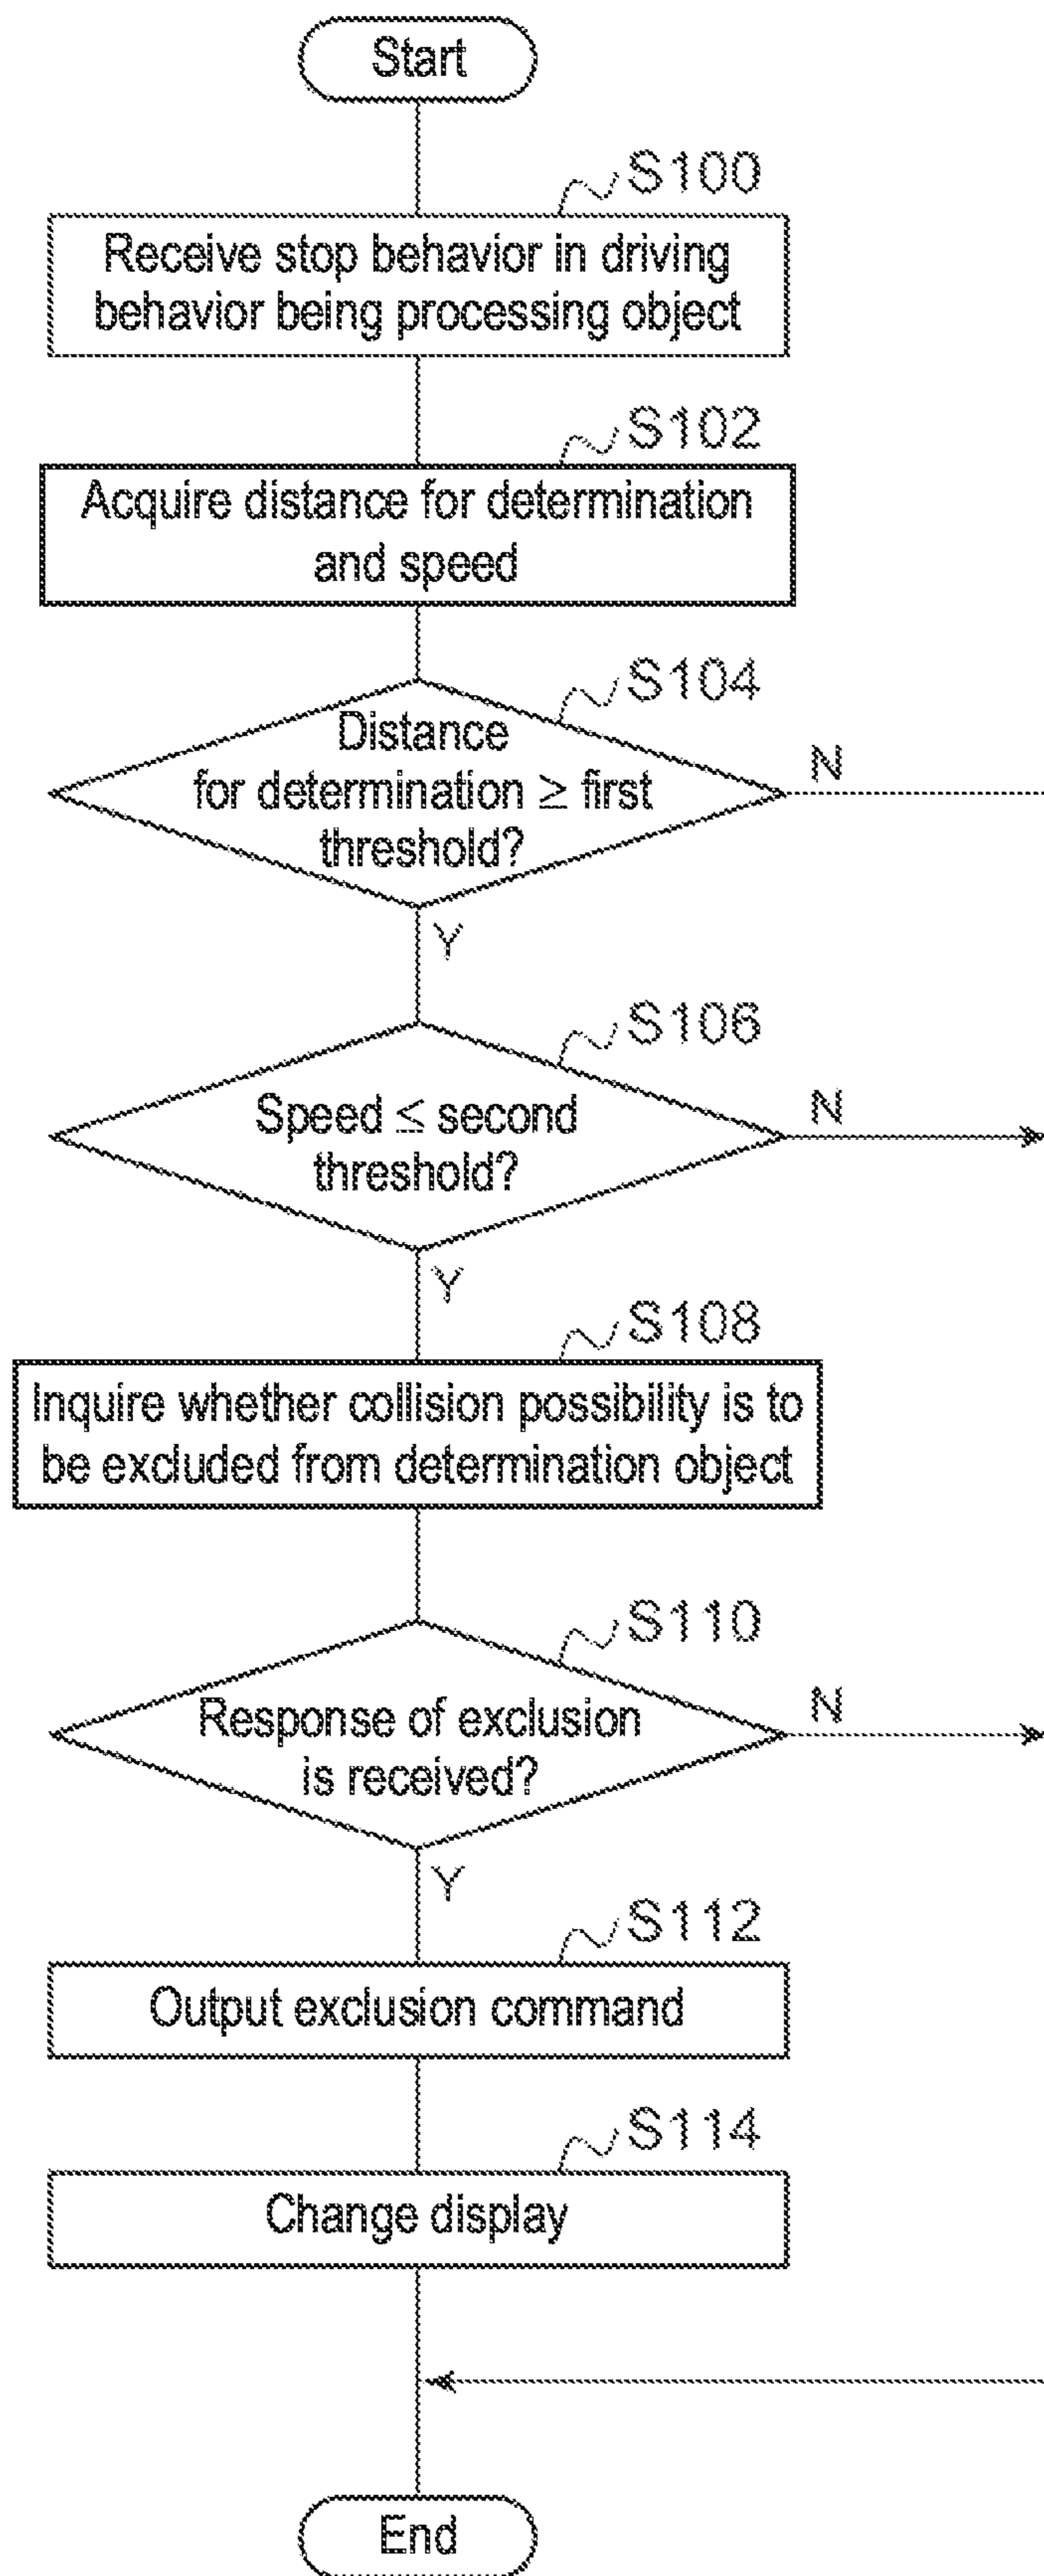 Start
S100
Receive stop behavior in driving
behavior being processing object
S102
Acquire distance for determination
and speed
S104
Distance
for determination ≥ first
threshold?
N
Y
S106
Speed ≤ second
threshold?
N
Y
S108
Inquire whether collision possibility is to
be excluded from determination object
S110
Response of exclusion
is received?
N
Y
S112
Output exclusion command
S114
Change display
End